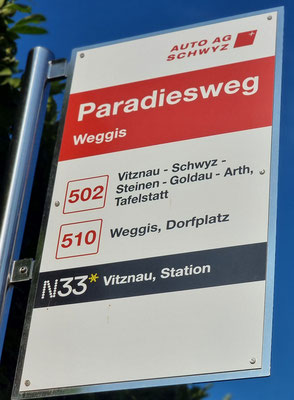 AUTO AG
SCHWYZ
Paradiesweg
Weggis
502 Vitznau - Schwyz -
Steinen - Goldau - Arth,
Tafelstatt
510 Weggis, Dorfplatz
N33* Vitznau, Station